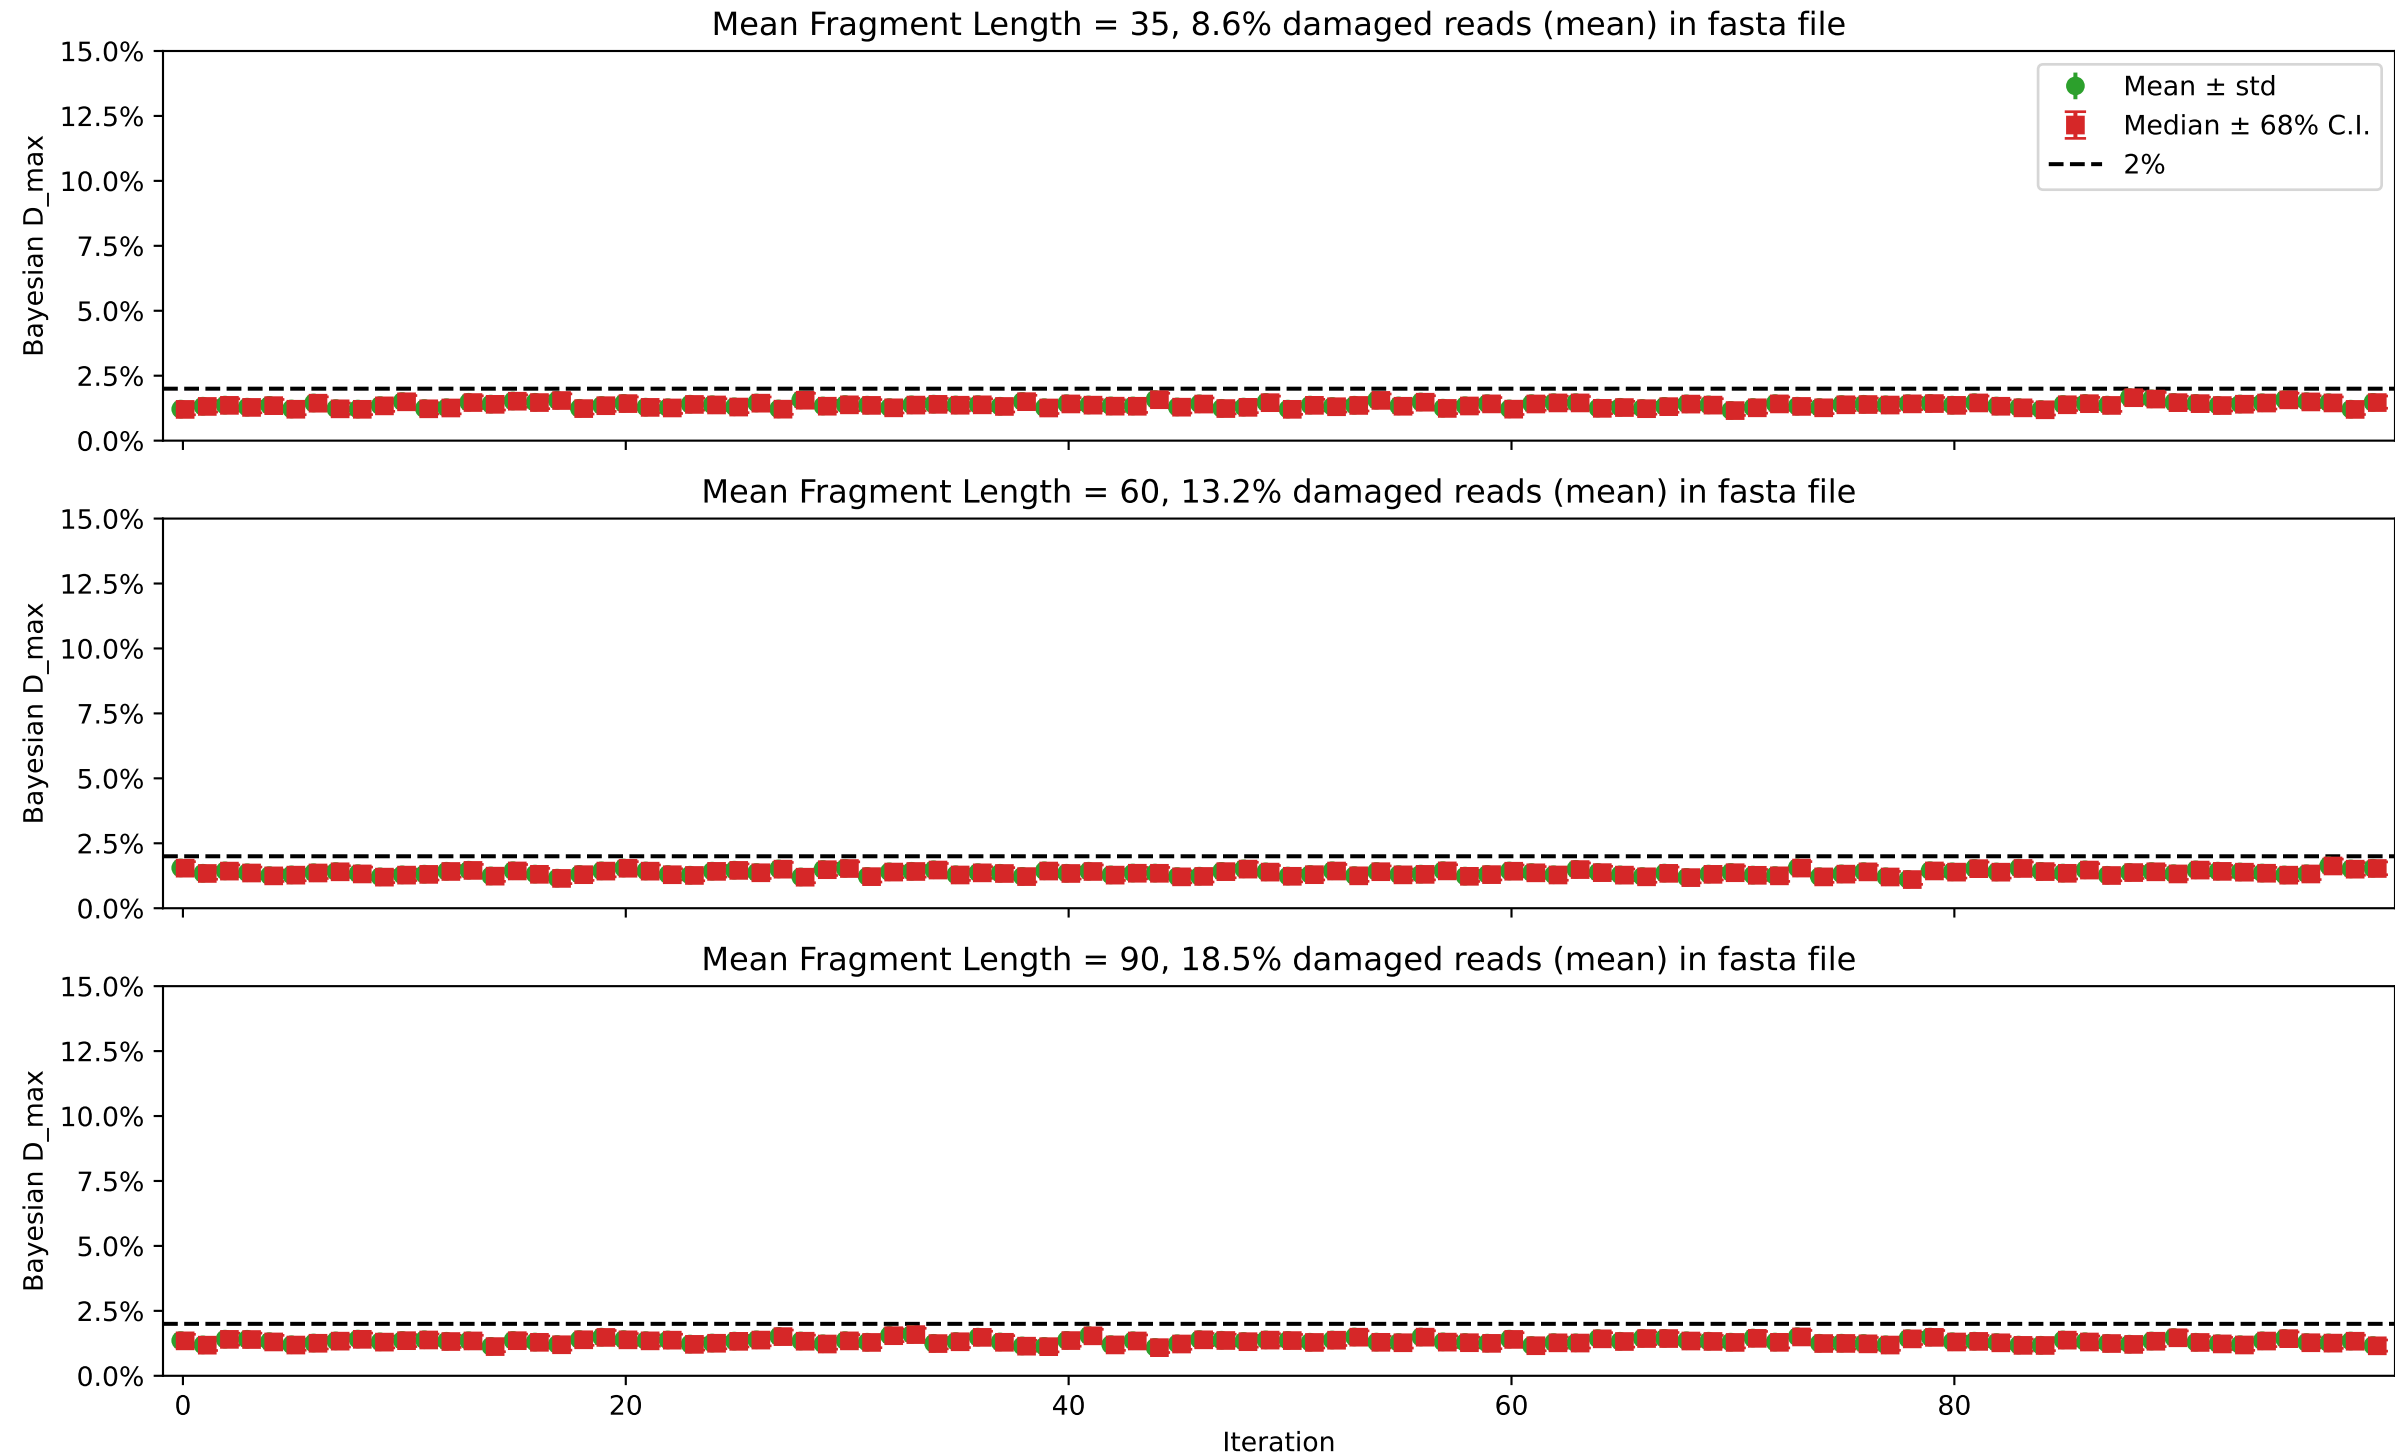 Mean Fragment Length = 35, 8.6% damaged reads (mean) in fasta file
15.0%
12.5%
10.0%
7.5%
5.0%
2.5%
0.0%
Bayesian D_max
Mean ± std
Median ± 68% C.I.
2%
Mean Fragment Length = 60, 13.2% damaged reads (mean) in fasta file
15.0%
12.5%
10.0%
7.5%
5.0%
2.5%
0.0%
Bayesian D_max
Mean Fragment Length = 90, 18.5% damaged reads (mean) in fasta file
15.0%
12.5%
10.0%
7.5%
5.0%
2.5%
0.0%
Bayesian D_max
0 20 40 60 80
Iteration